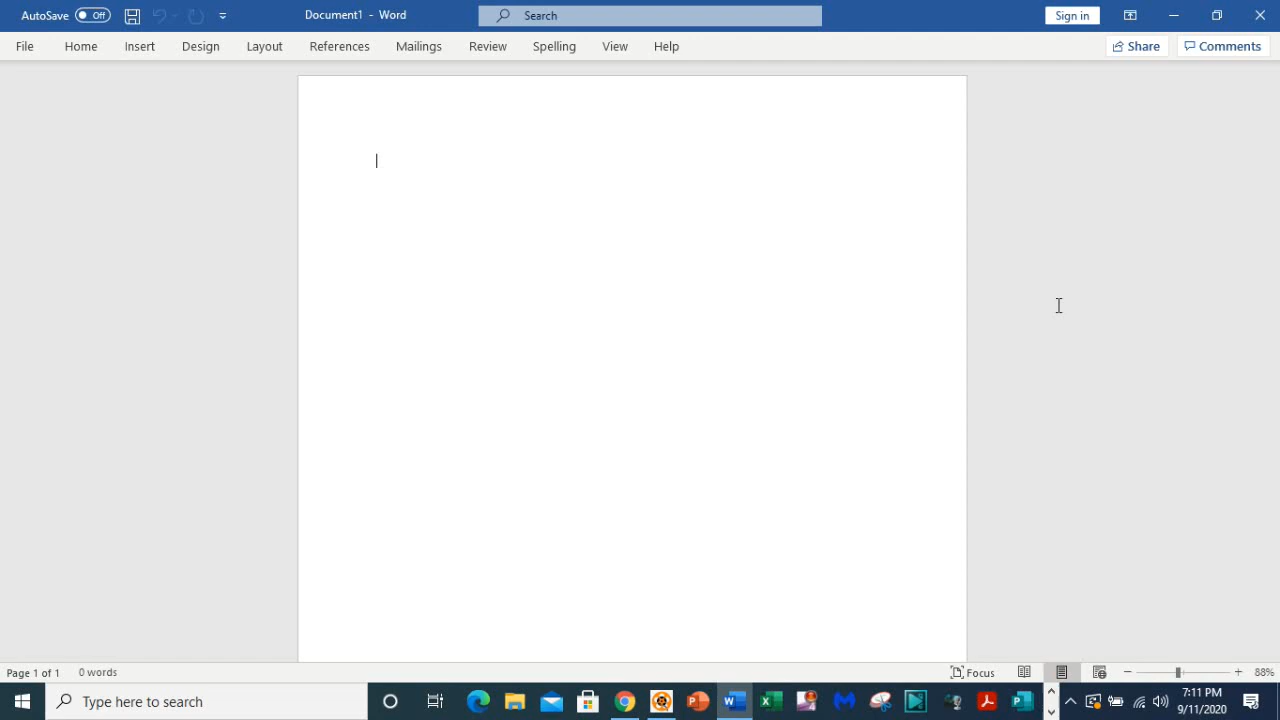 AutoSave Off Document1 - Word Search Sign in
File Home Insert Design Layout References Mailings Review Spelling View Help Share Comments
Page 1 of 1 0 words Focus 88%
Type here to search 7:11 PM
9/11/2020